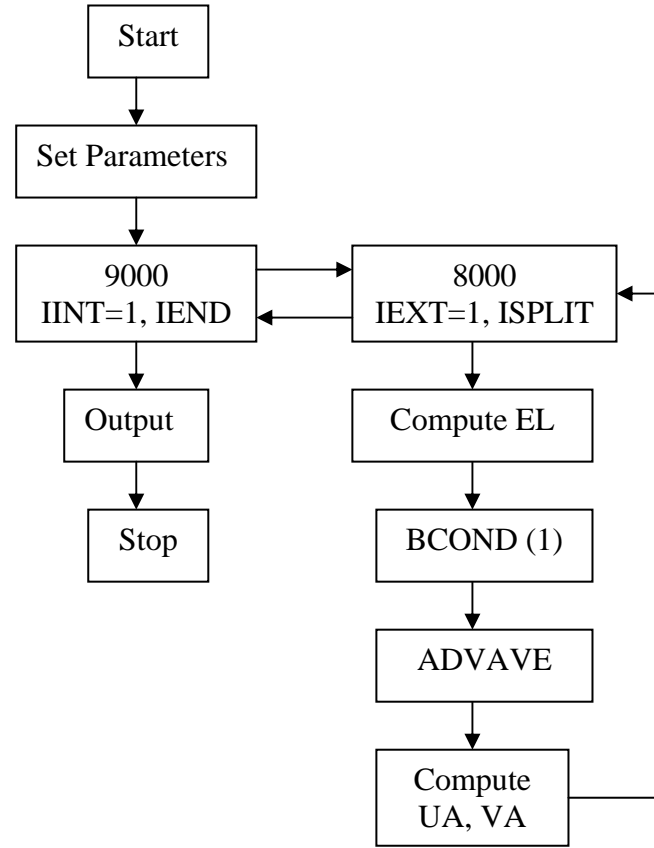 Start
Set Parameters
9000
IINT=1, IEND
8000
IEXT=1, ISPLIT
Output
Compute EL
Stop
BCOND (1)
ADVAVE
Compute
UA, VA